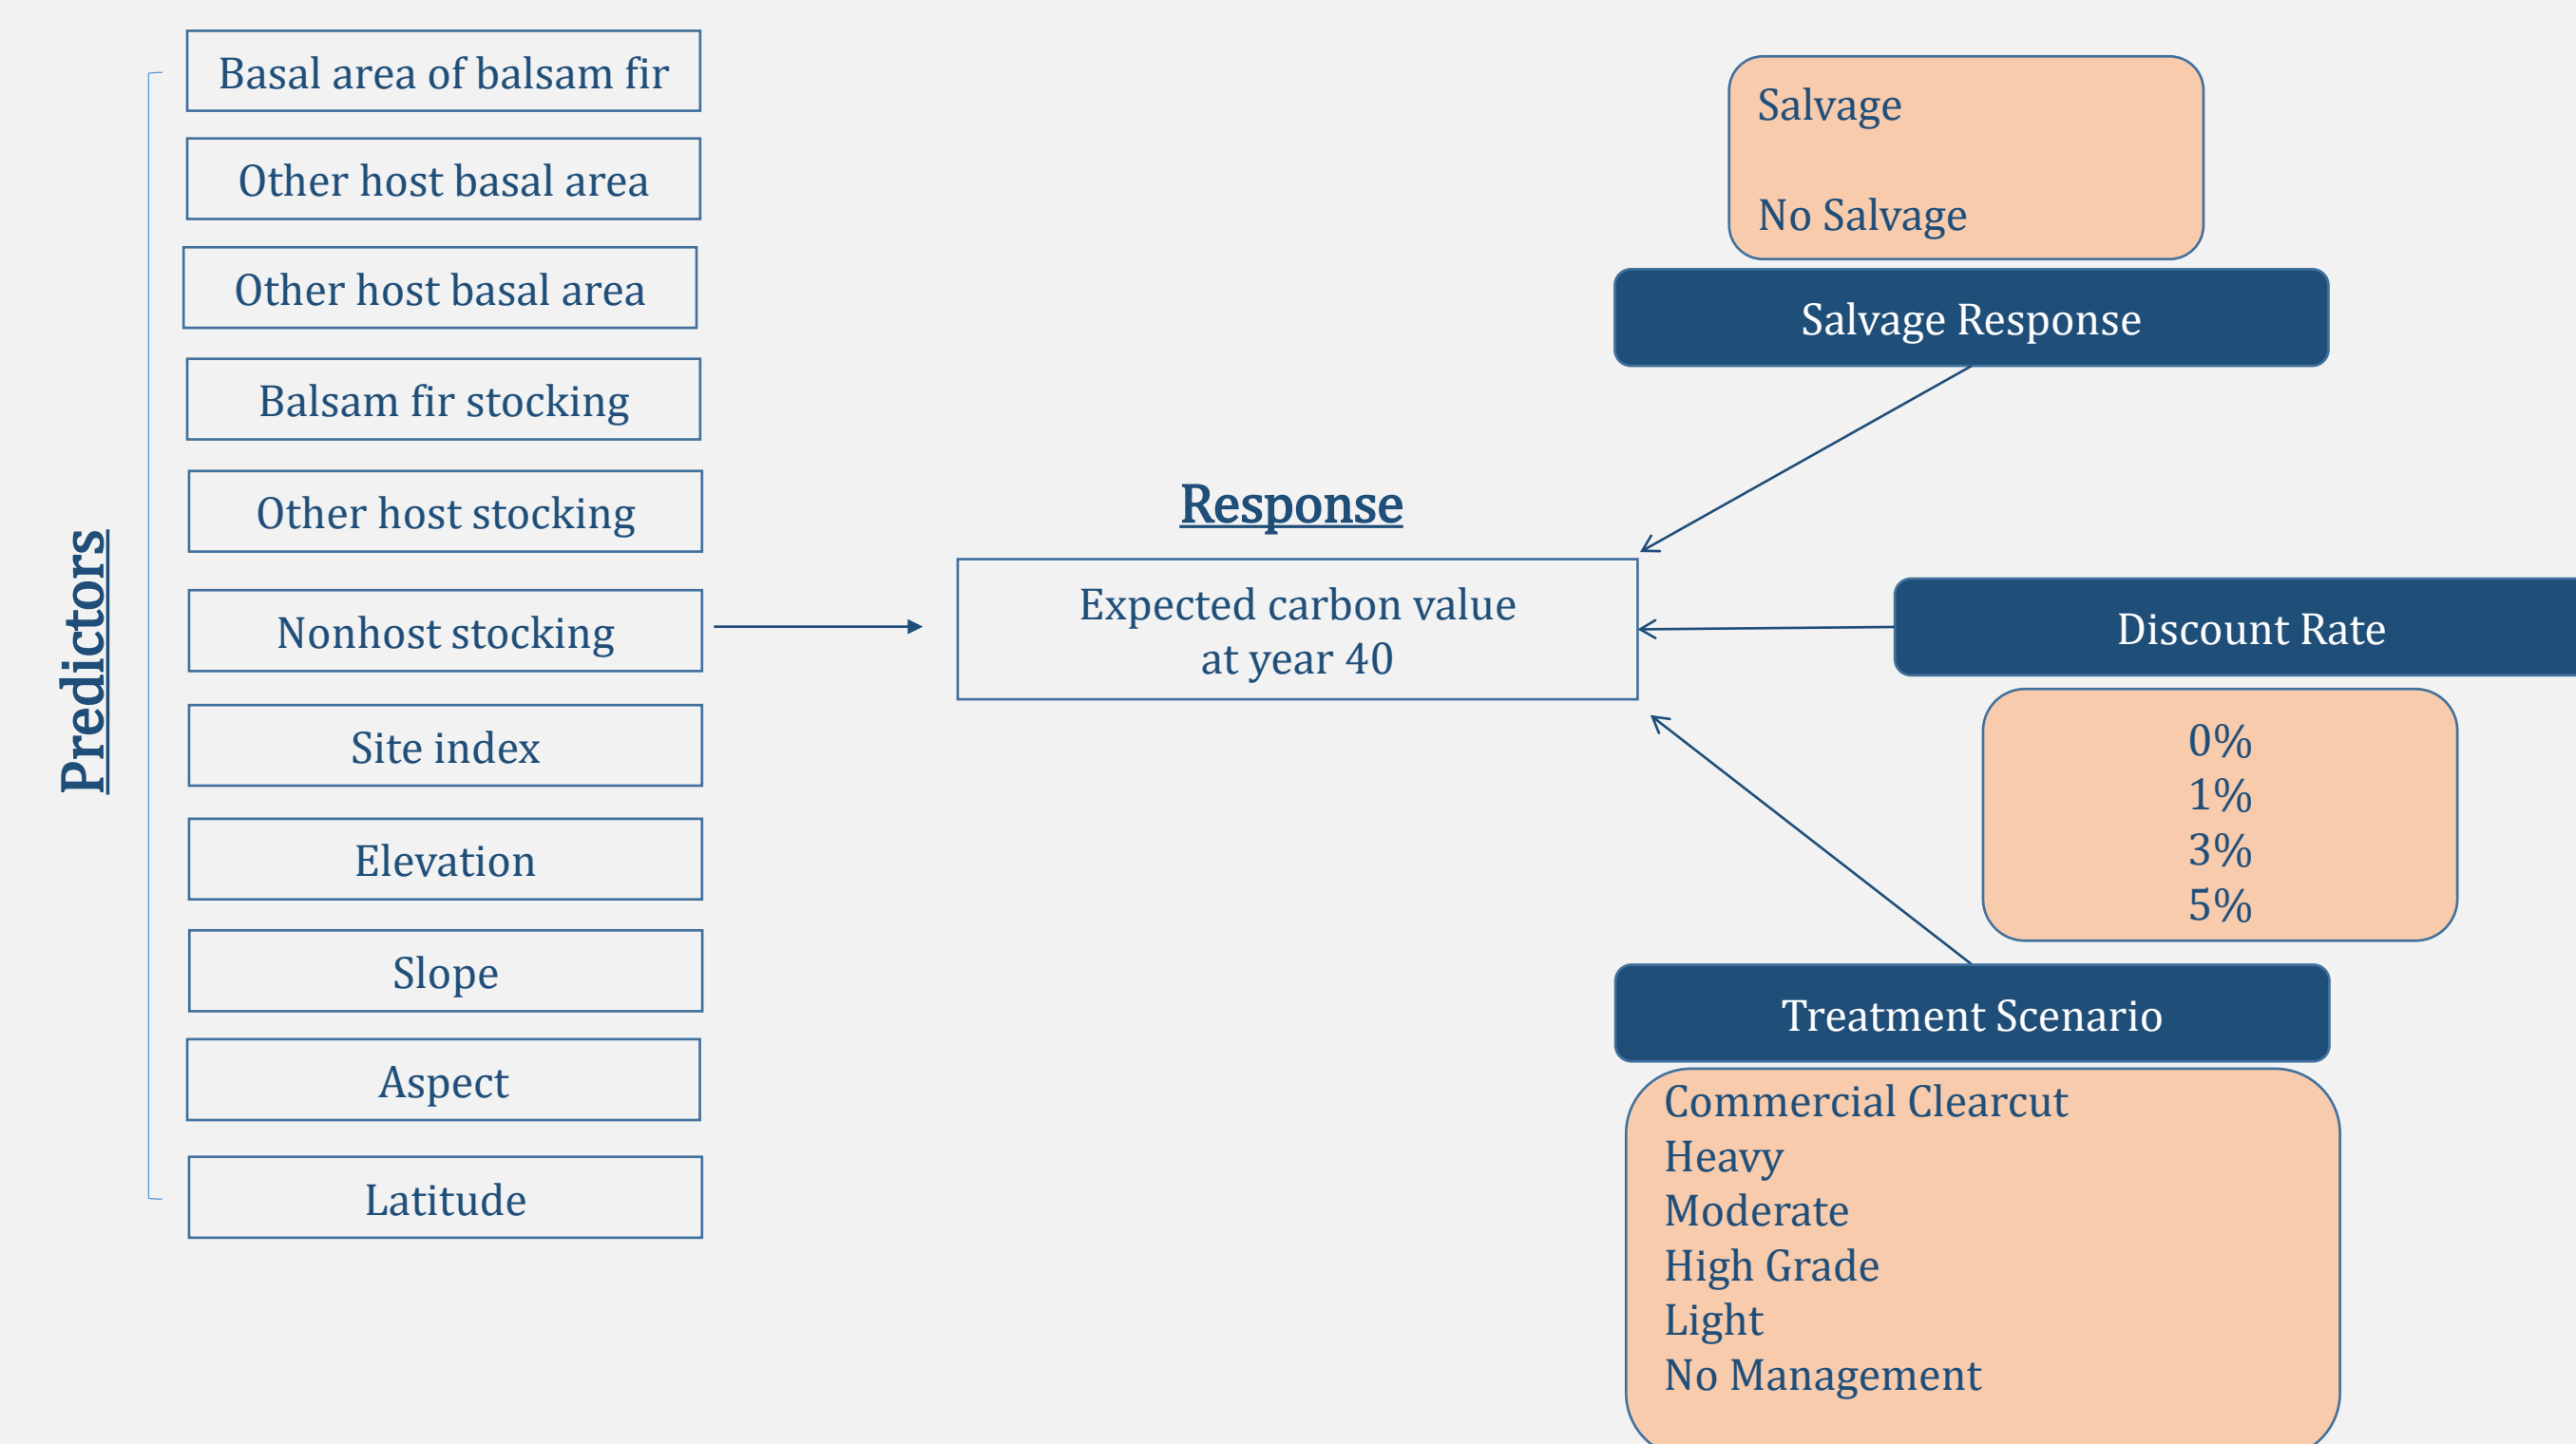 Predictors
Basal area of balsam fir
Other host basal area
Other host basal area
Balsam fir stocking
Other host stocking
Nonhost stocking
Site index
Elevation
Slope
Aspect
Latitude
Response
Expected carbon value
at year 40
Salvage
No Salvage
Salvage Response
Discount Rate
0%
1%
3%
5%
Treatment Scenario
Commercial Clearcut
Heavy
Moderate
High Grade
Light
No Management